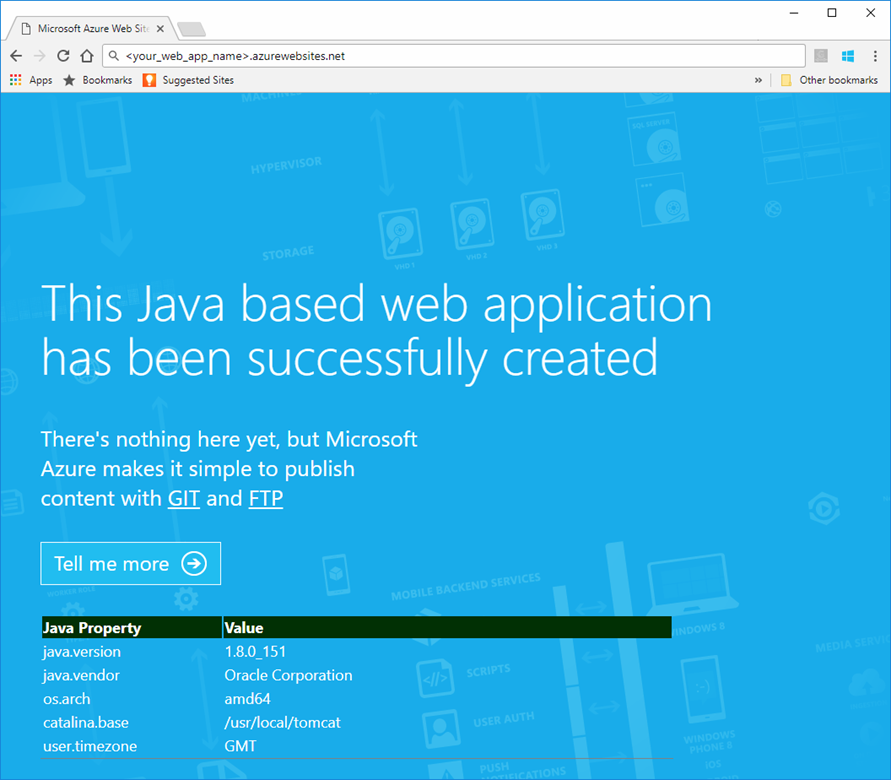 Microsoft Azure Web Sit
<your_web_app_name>.azurewebsites.net
Apps Bookmarks Suggested Sites » Other bookmarks
HYPERVISOR
SQL SERVER
STORAGE
VHD 1
VHD 2
VHD 3
This Java based web application
has been successfully created
There's nothing here yet, but Microsoft
Azure makes it simple to publish
content with GIT and FTP
Tell me more
WORKER ROLE
MOBILE BACKEND SERVICES
Java Property Value
WINDOWS 8
java.version 1.8.0_151
MEDIA SERVIC
java.vendor Oracle Corporation
SCRIPTS
os.arch amd64
catalina.base /usr/local/tomcat
USER AUTH
user.timezone GMT
WINDOWS
PHONE 8
iOS
PUSH
NOTIFICATIONS